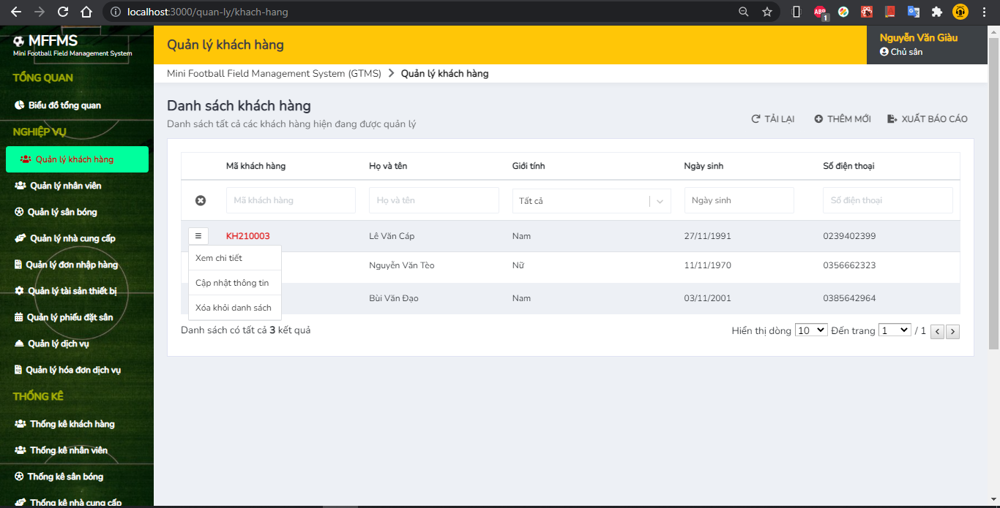 localhost:3000/quan-ly/khach-hang
ABP
1
MFFMS
Mini Football Field Management System
TỔNG QUAN
Biểu đồ tổng quan
NGHIỆP VỤ
Quản lý khách hàng
Quản lý nhân viên
Quản lý sân bóng
Quản lý nhà cung cấp
Quản lý đơn nhập hàng
Quản lý tài sản thiết bị
Quản lý phiếu đặt sân
Quản lý dịch vụ
Quản lý hóa đơn dịch vụ
THỐNG KÊ
Thống kê khách hàng
Thống kê nhân viên
Thống kê sân bóng
Thống kê nhà cung cấp
Quản lý khách hàng
Nguyễn Văn Giàu
Chủ sân
Mini Football Field Management System (GTMS) Quản lý khách hàng
Danh sách khách hàng
Danh sách tất cả các khách hàng hiện đang được quản lý
TẢI LẠI THÊM MỚI XUẤT BÁO CÁO
Mã khách hàng Họ và tên Giới tính Ngày sinh Số điện thoại
Mã khách hàng Họ và tên Tất cả Ngày sinh Số điện thoại
KH210003 Lê Văn Cáp Nam 27/11/1991 0239402399
Xem chi tiết
Nguyễn Văn Tèo Nữ 11/11/1970 0356662323
Cập nhật thông tin
Bùi Văn Đạo Nam 03/11/2001 0385642964
Xóa khỏi danh sách
Danh sách có tất cả 3 kết quả
Hiển thị dòng 10 Đến trang 1 / 1